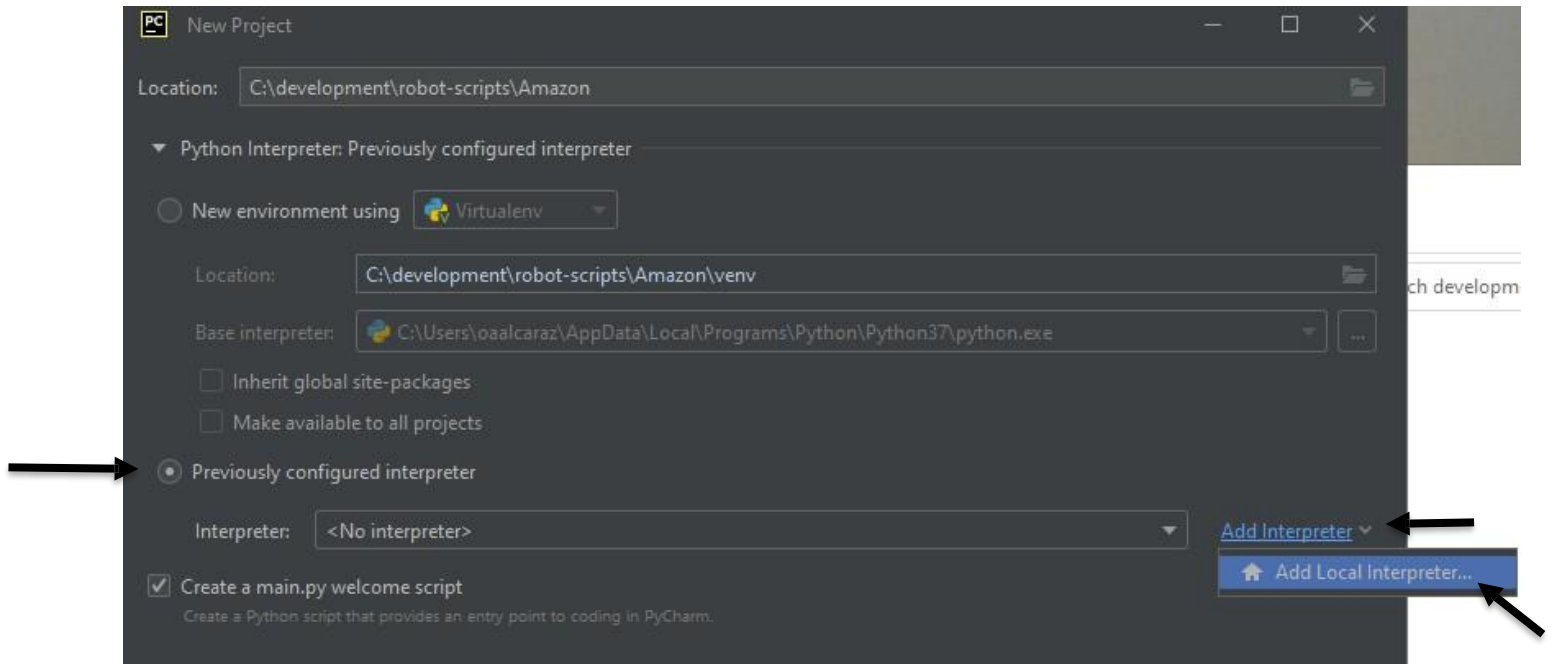 PC New Project
Location: C:\development\robot-scripts\Amazon
Python Interpreter: Previously configured interpreter
New environment using Virtualenv
Location: C:\development\robot-scripts\Amazon\venv
ch developm
Base interpreter: C:\Users\oaalcaraz\AppData\Local\Programs\Python\Python37\python.exe ...
Inherit global site-packages
Make available to all projects
Previously configured interpreter
Interpreter: <No interpreter> Add Interpreter
Add Local Interpreter...
Create a main.py welcome script
Create a Python script that provides an entry point to coding in PyCharm.